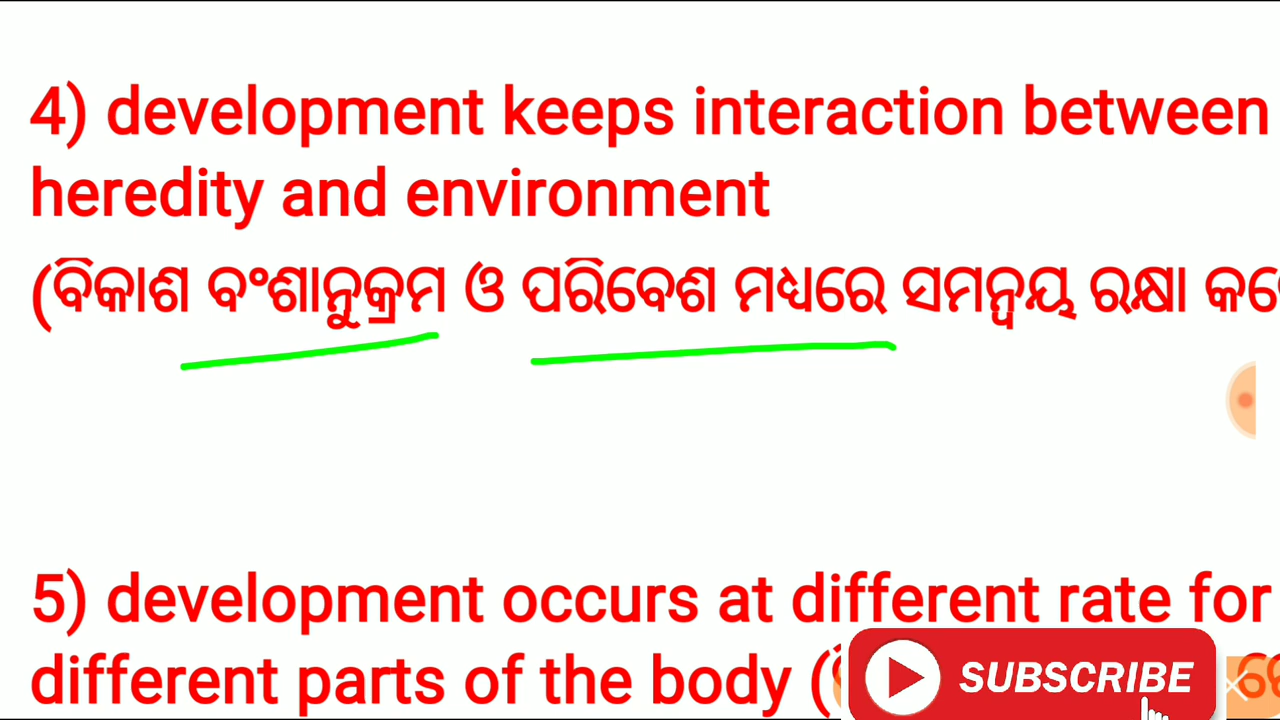 4) development keeps interaction between
heredity and environment
(ବିକାଶ ବଂଶାନୁକ୍ରମ ଓ ପରିବେଶ ମଧ୍ୟରେ ସମନ୍ୱୟ ରକ୍ଷା
5) development occurs at different rate for
different parts of the body (
SUBSCRIBE